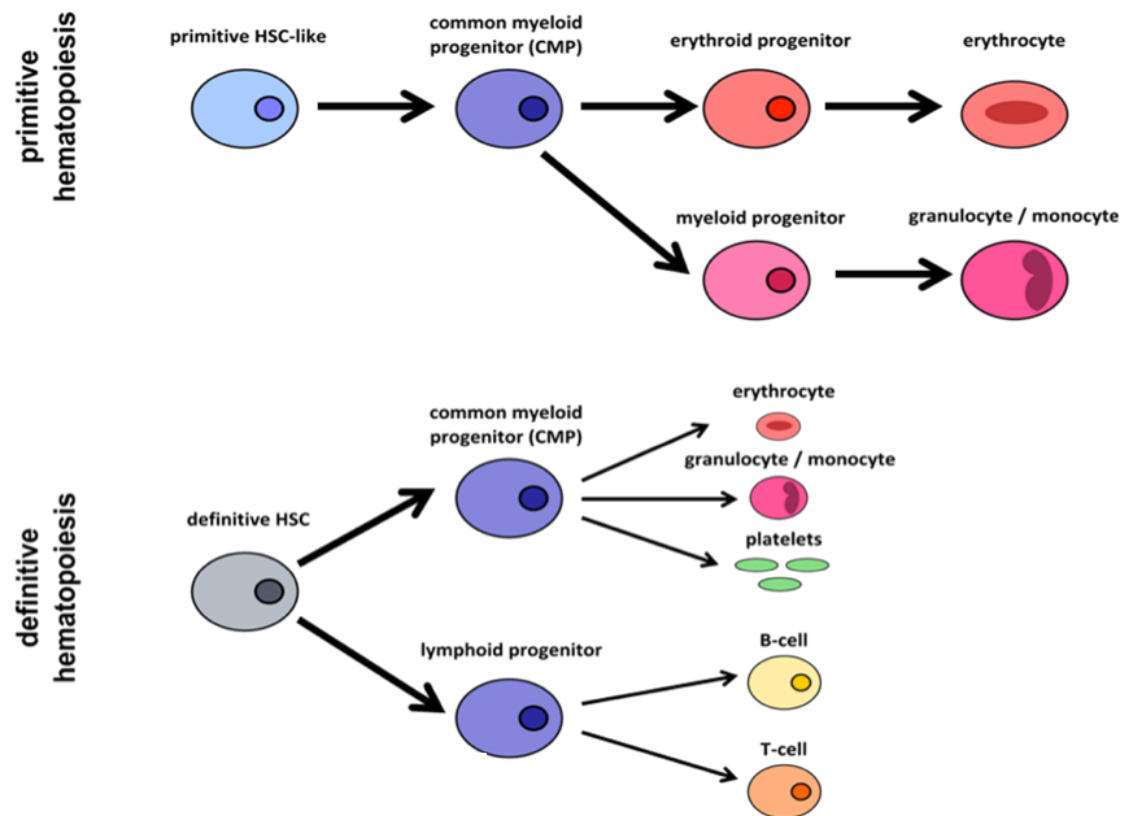 primitive
hematopoiesis
primitive HSC-like
common myeloid
progenitor (CMP)
erythroid progenitor
erythrocyte
myeloid progenitor
granulocyte / monocyte
definitive
hematopoiesis
definitive HSC
common myeloid
progenitor (CMP)
erythrocyte
granulocyte / monocyte
platelets
lymphoid progenitor
B-cell
T-cell